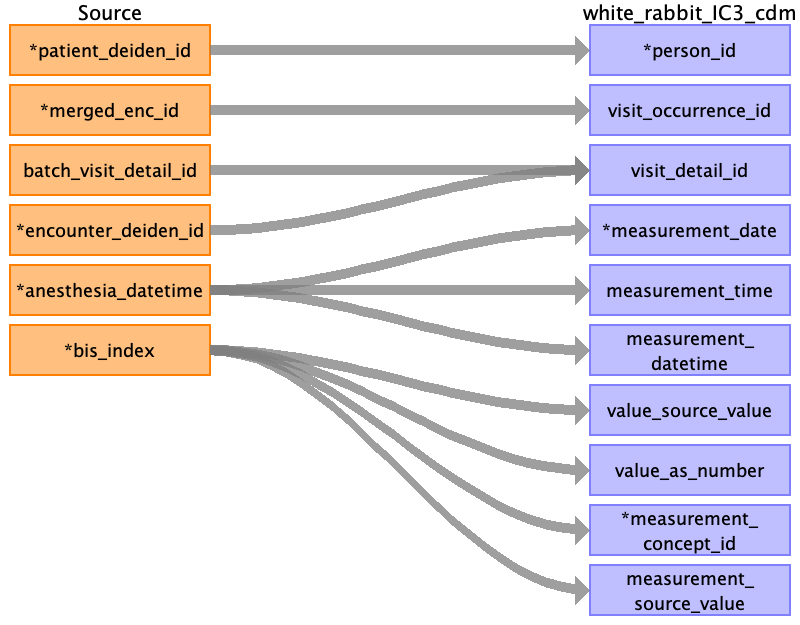 Source
white_rabbit_IC3_cdm
*patient_deiden_id
*person_id
*merged_enc_id
visit_occurrence_id
batch_visit_detail_id
visit_detail_id
*encounter_deiden_id
*measurement_date
*anesthesia_datetime
measurement_time
*bis_index
measurement_
datetime
value_source_value
value_as_number
*measurement_
concept_id
measurement_
source_value